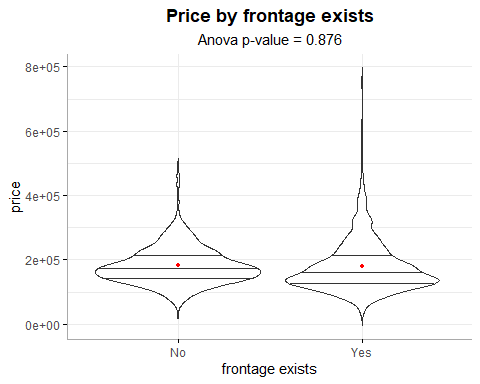 Price by frontage exists
Anova p-value = 0.876
8e+05
6e+05
4e+05
2e+05
0e+00
price
No Yes
frontage exists